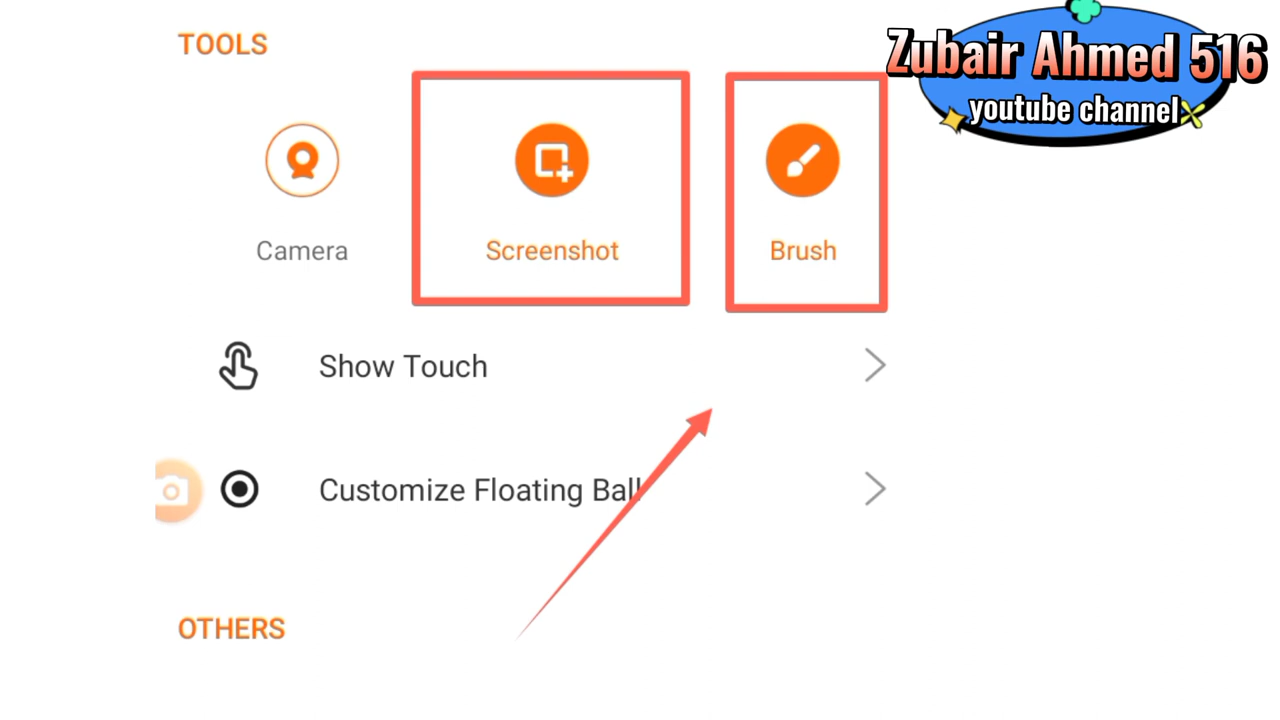 TOOLS
Zubair Ahmed 516
youtube channel
Camera
Screenshot
Brush
Show Touch
Customize Floating Ball
OTHERS